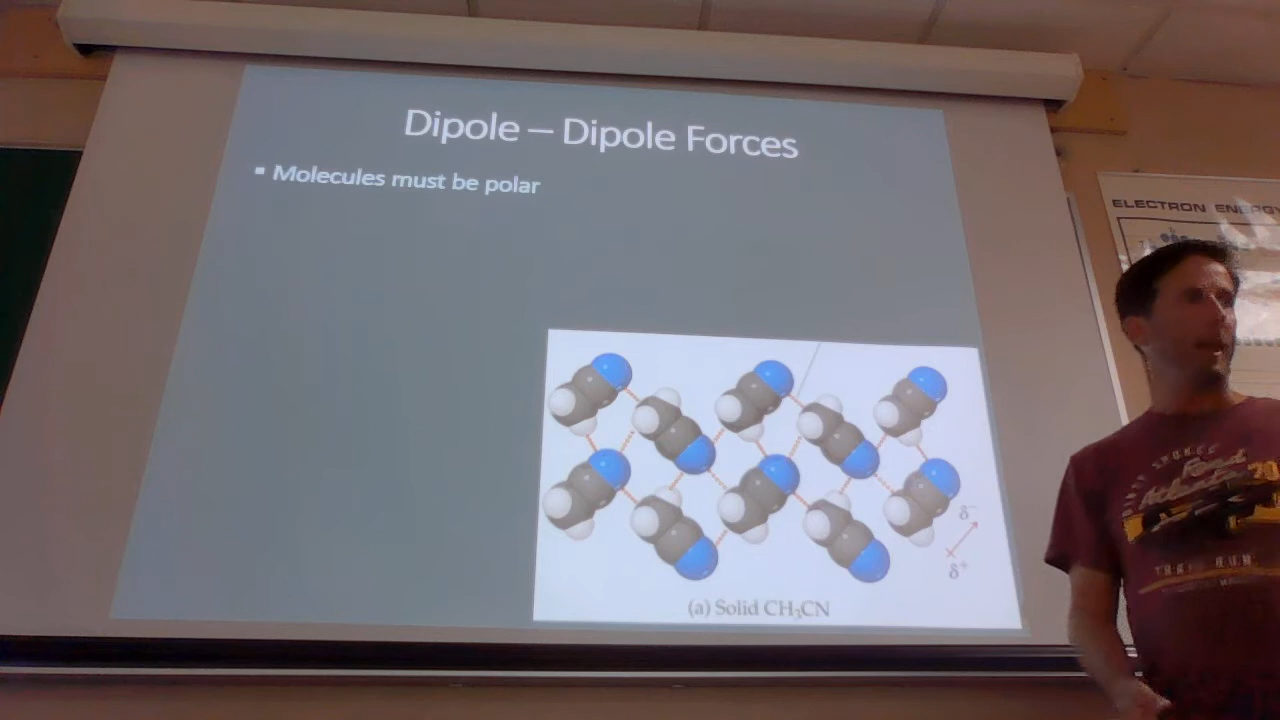 Dipole – Dipole Forces
▪ Molecules must be polar
ELECTRON ENERGY
δ⁻
δ⁺
(a) Solid CH₃CN